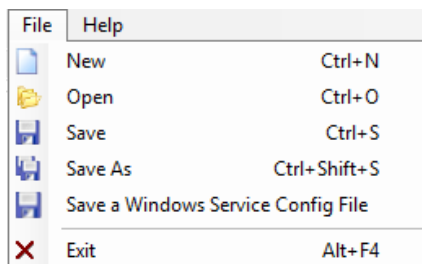 File Help
New Ctrl+N
Open Ctrl+O
Save Ctrl+S
Save As Ctrl+Shift+S
Save a Windows Service Config File
Exit Alt+F4